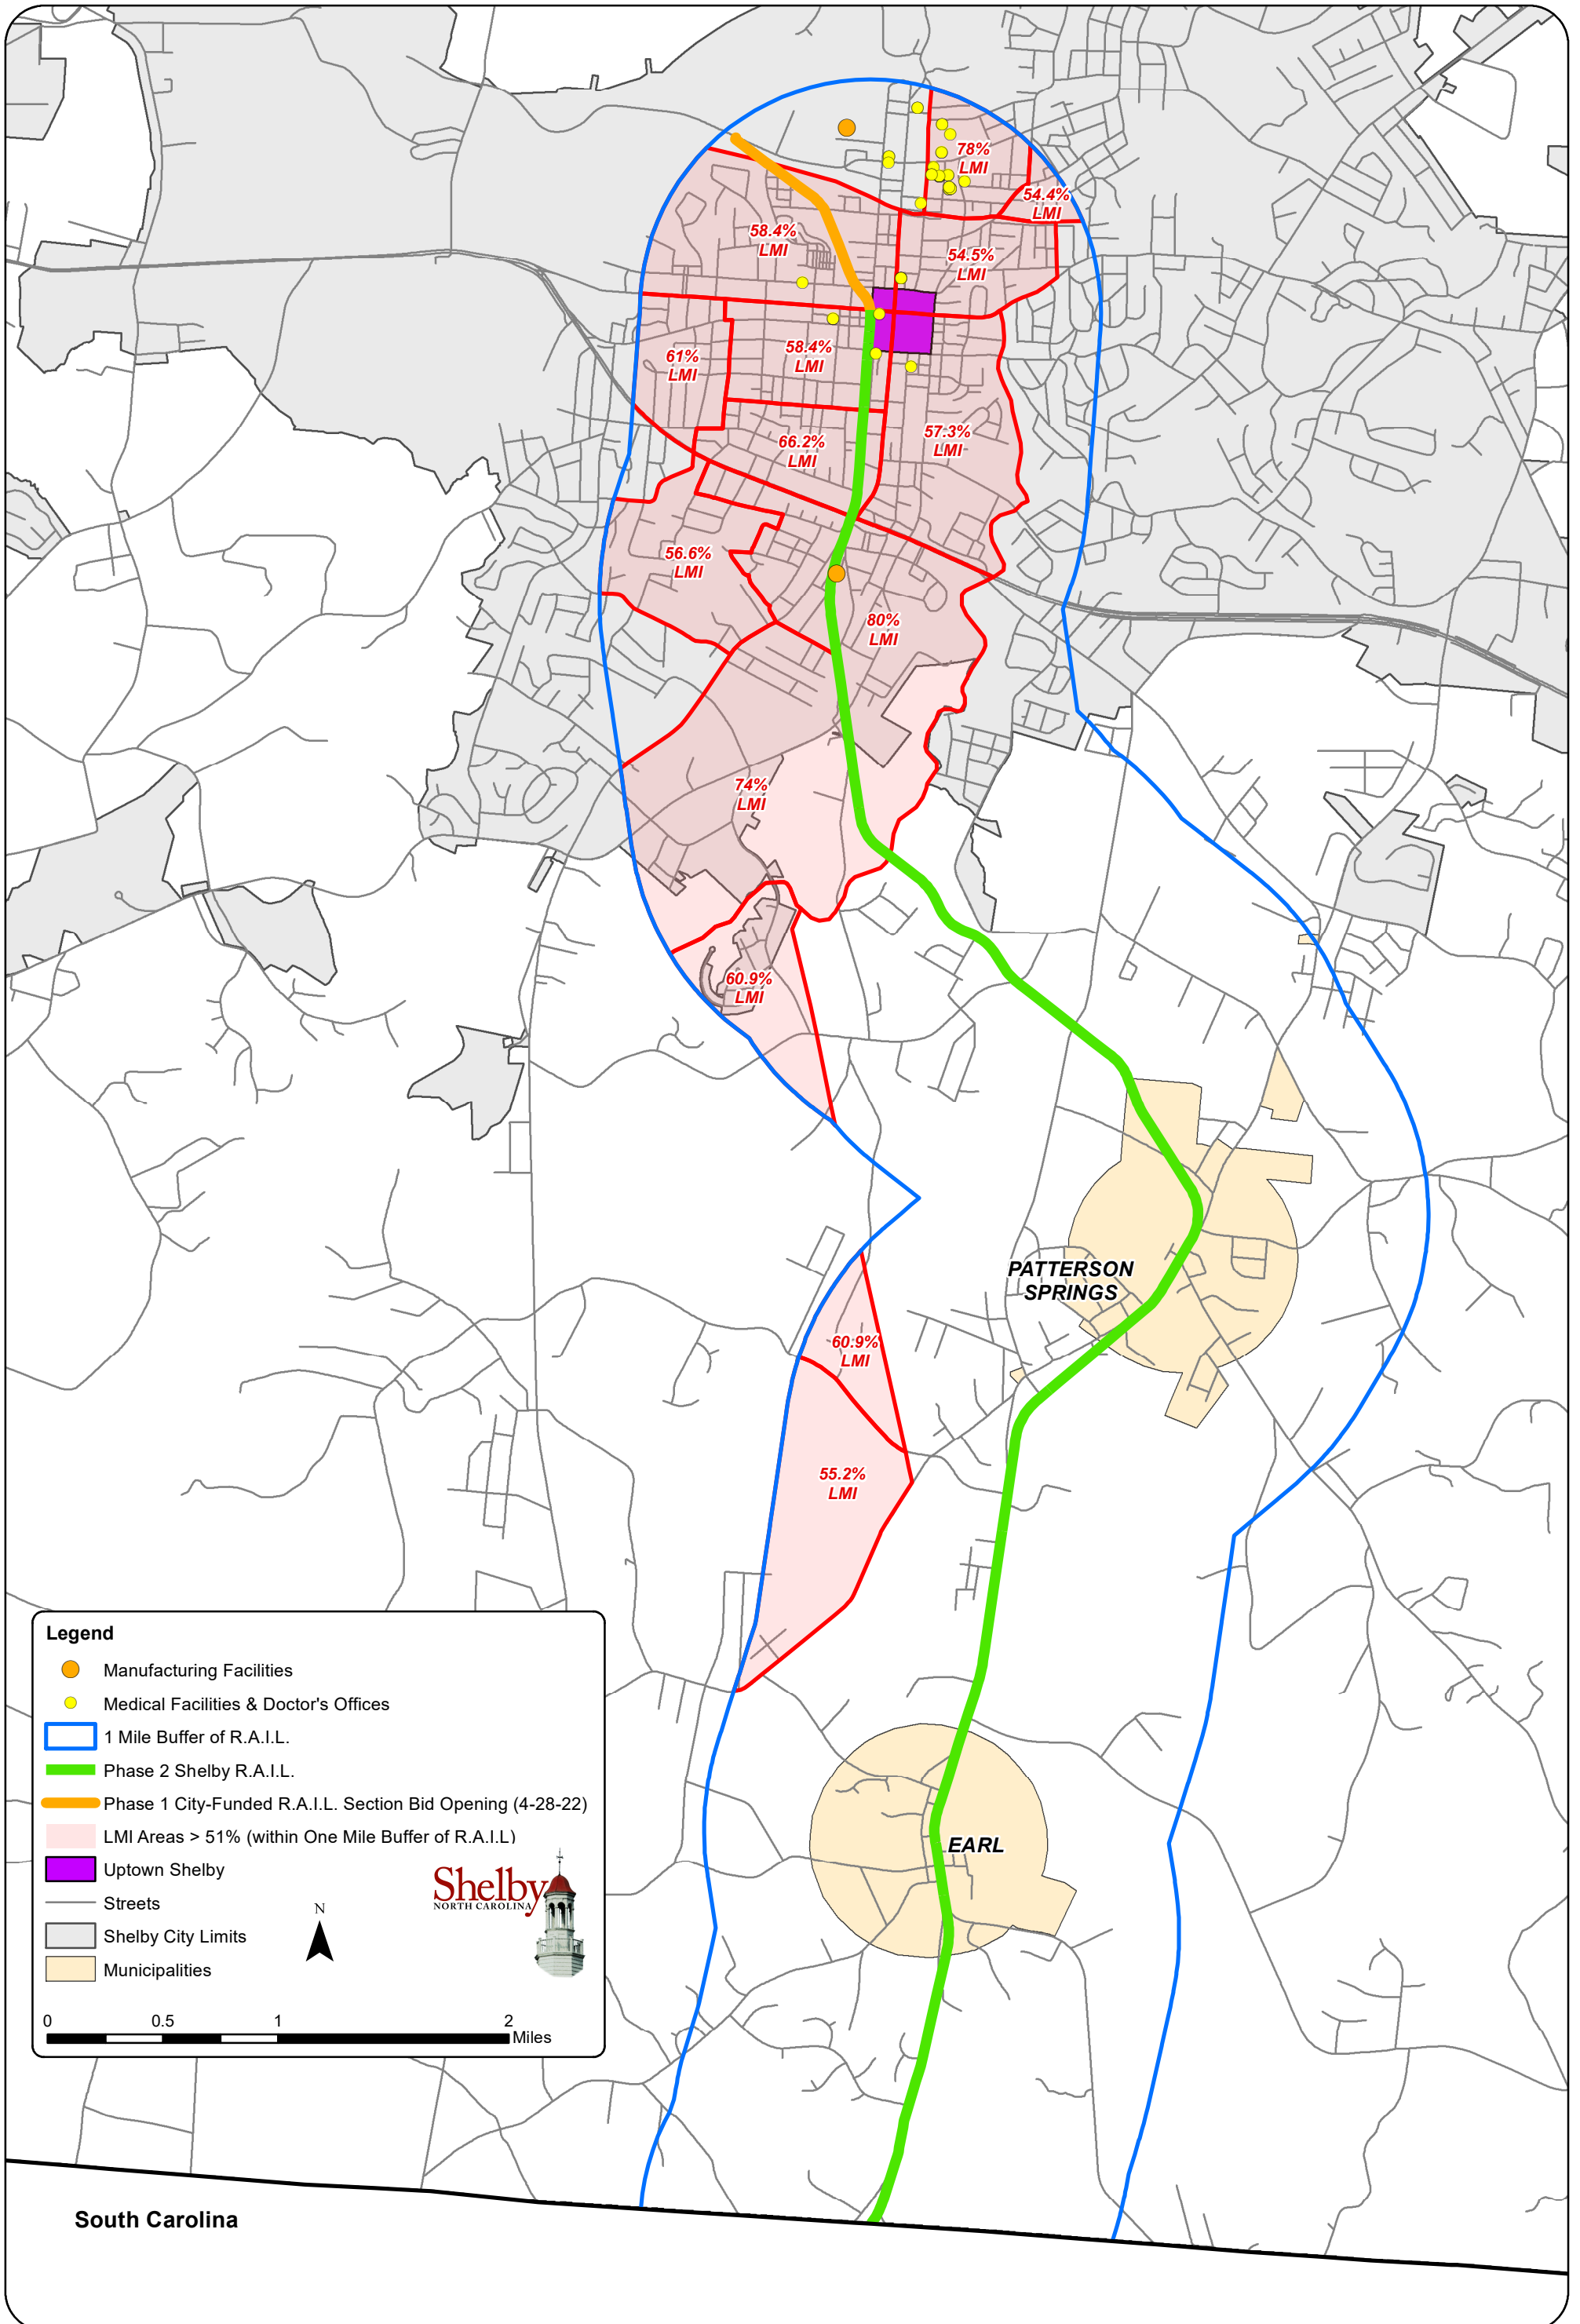 78%
LMI
54.4%
LMI
58.4%
LMI
54.5%
LMI
61%
LMI
58.4%
LMI
66.2%
LMI
57.3%
LMI
56.6%
LMI
80%
LMI
74%
LMI
60.9%
LMI
PATTERSON
SPRINGS
60.9%
LMI
55.2%
LMI
EARL
Legend
Manufacturing Facilities
Medical Facilities & Doctor's Offices
1 Mile Buffer of R.A.I.L.
Phase 2 Shelby R.A.I.L.
Phase 1 City-Funded R.A.I.L. Section Bid Opening (4-28-22)
LMI Areas > 51% (within One Mile Buffer of R.A.I.L)
Uptown Shelby
Streets
Shelby City Limits
Municipalities
N
Shelby
NORTH CAROLINA
0 0.5 1 2
Miles
South Carolina